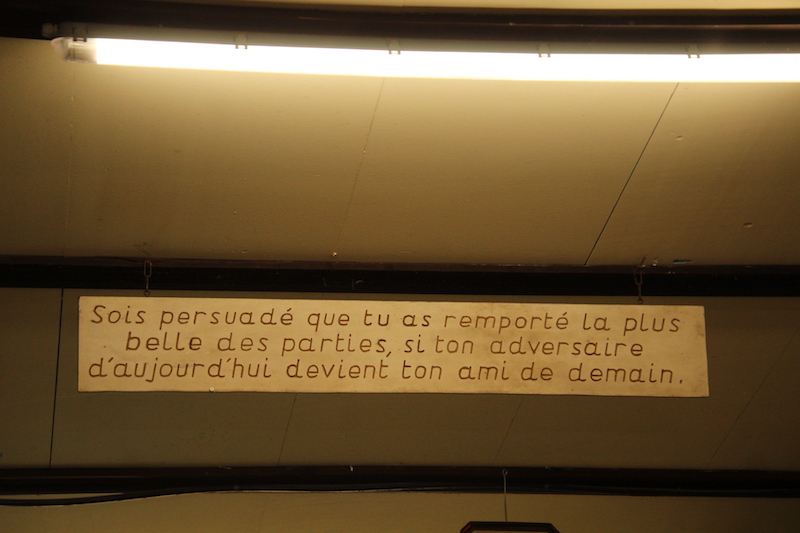 Sois persuadé que tu as remporté la plus
belle des parties, si ton adversaire
d'aujourd'hui devient ton ami de demain.